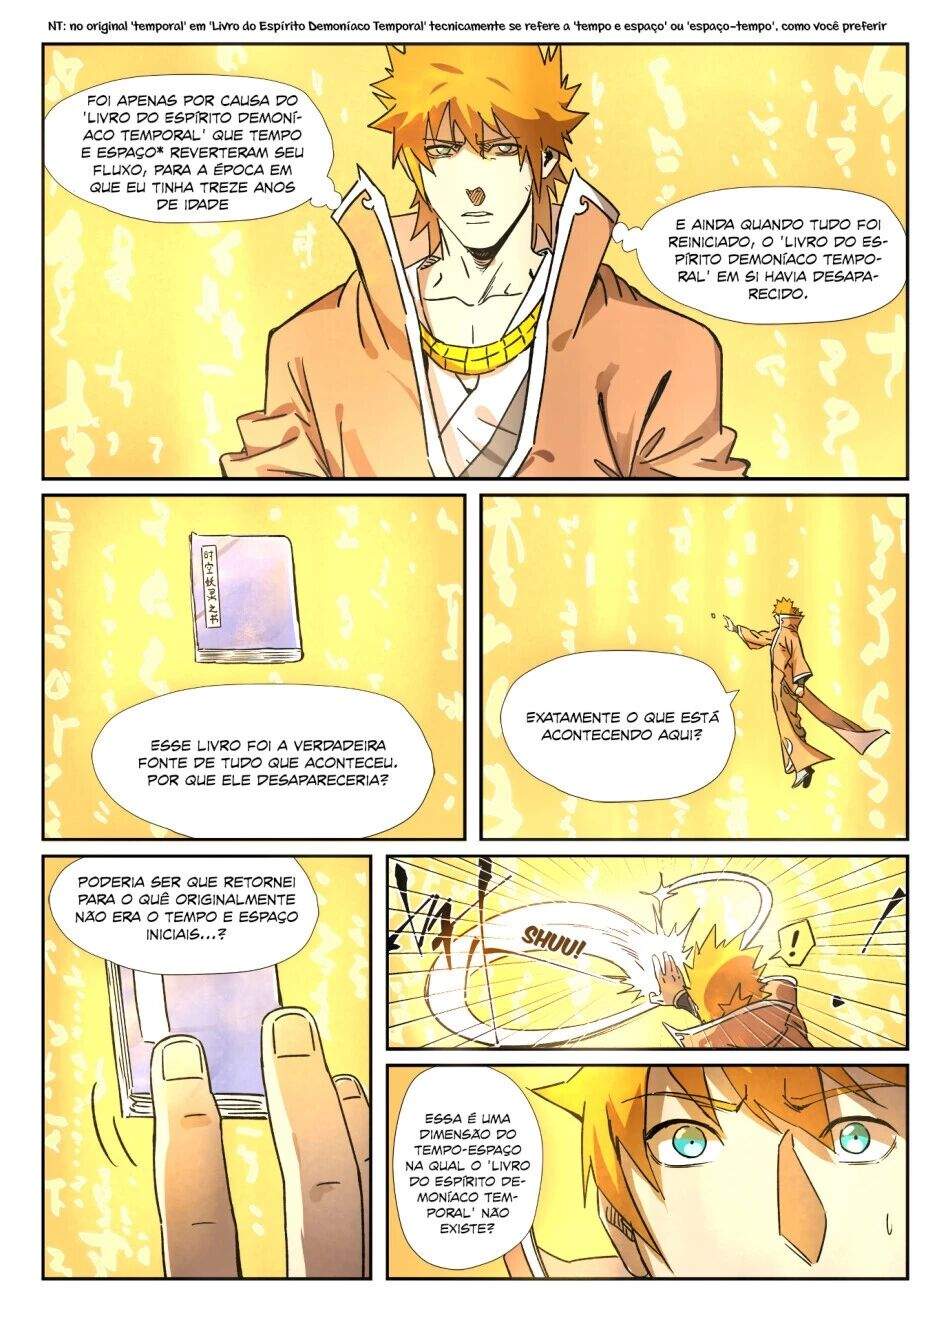 NT: no original 'temporal' em 'Livro do Espírito Demoníaco Temporal' tecnicamente se refere a 'tempo e espaço' ou 'espaço-tempo', como você preferir
FOI APENAS POR CAUSA DO
'LIVRO DO ESPÍRITO DEMONÍ-
ACO TEMPORAL' QUE TEMPO
E ESPAÇO* REVERTERAM SEU
FLUXO, PARA A ÉPOCA EM
QUE EU TINHA TREZE ANOS
DE IDADE
E AINDA QUANDO TUDO FOI
REINICIADO, O 'LIVRO DO ES-
PÍRITO DEMONÍACO TEMPO-
RAL' EM SI HAVIA DESAPA-
RECIDO.
时空妖灵之书
ESSE LIVRO FOI A VERDADEIRA
FONTE DE TUDO QUE ACONTECEU.
POR QUE ELE DESAPARECERIA?
EXATAMENTE O QUE ESTÁ
ACONTECENDO AQUI?
PODERIA SER QUE RETORNEI
PARA O QUÊ ORIGINALMENTE
NÃO ERA O TEMPO E ESPAÇO
INICIAIS...?
SHUU!
!
ESSA É UMA
DIMENSÃO DO
TEMPO-ESPAÇO
NA QUAL O 'LIVRO
DO ESPÍRITO DE-
MONÍACO TEM-
PORAL' NÃO
EXISTE?